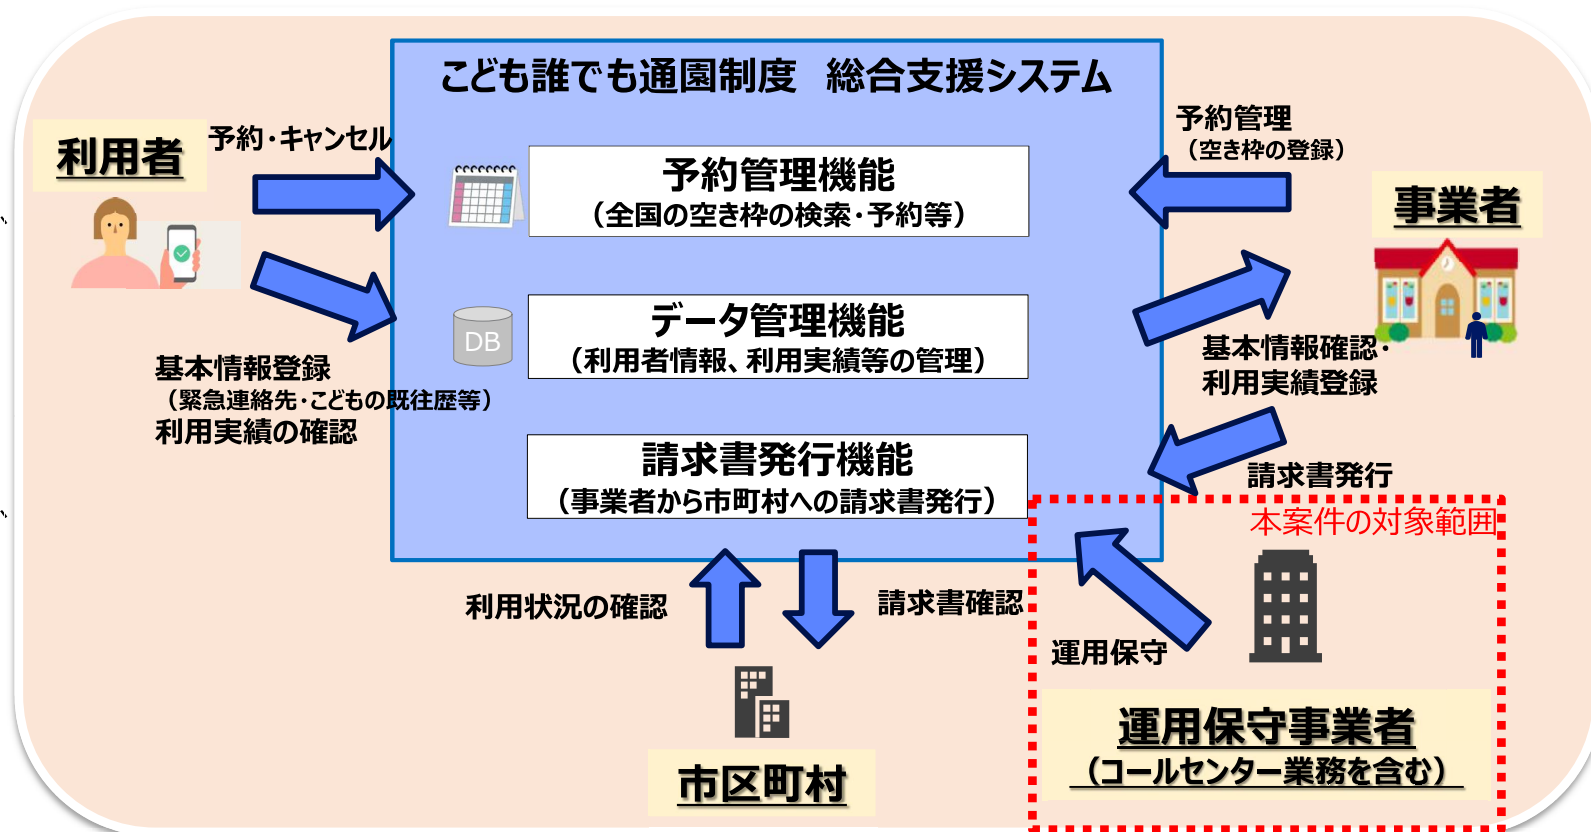 こども誰でも通園制度　総合支援システム
利用者
予約・キャンセル
予約管理
（空き枠の登録）
予約管理機能
（全国の空き枠の検索・予約等）
事業者
DB
データ管理機能
（利用者情報、利用実績等の管理）
基本情報登録
（緊急連絡先・こどもの既往歴等）
利用実績の確認
基本情報確認・
利用実績登録
請求書発行機能
（事業者から市町村への請求書発行）
請求書発行
本案件の対象範囲
利用状況の確認
請求書確認
運用保守
市区町村
運用保守事業者
（コールセンター業務を含む）